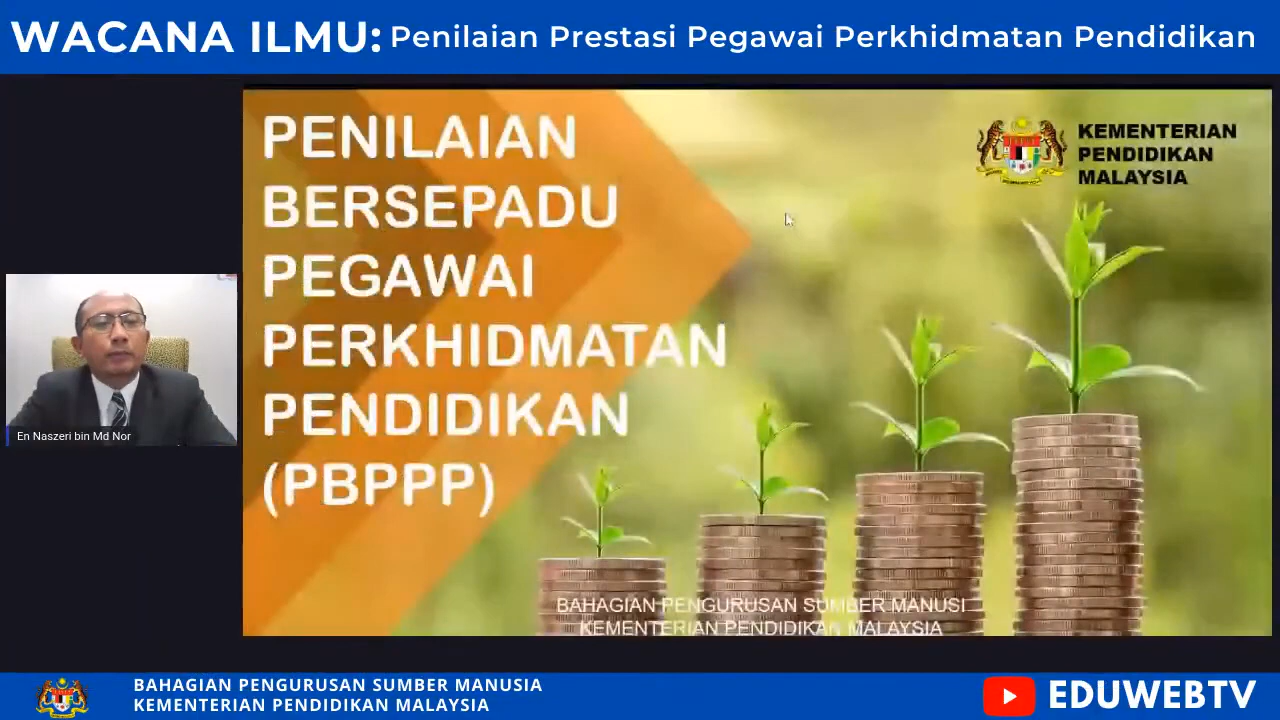 WACANA ILMU: Penilaian Prestasi Pegawai Perkhidmatan Pendidikan
PENILAIAN
BERSEPADU
PEGAWAI
PERKHIDMATAN
PENDIDIKAN
(PBPPP)
KEMENTERIAN
PENDIDIKAN
MALAYSIA
En Naszeri bin Md Nor
BAHAGIAN PENGURUSAN SUMBER MANUSI
KEMENTERIAN PENDIDIKAN MALAYSIA
BAHAGIAN PENGURUSAN SUMBER MANUSIA
KEMENTERIAN PENDIDIKAN MALAYSIA
EDUWEBTV